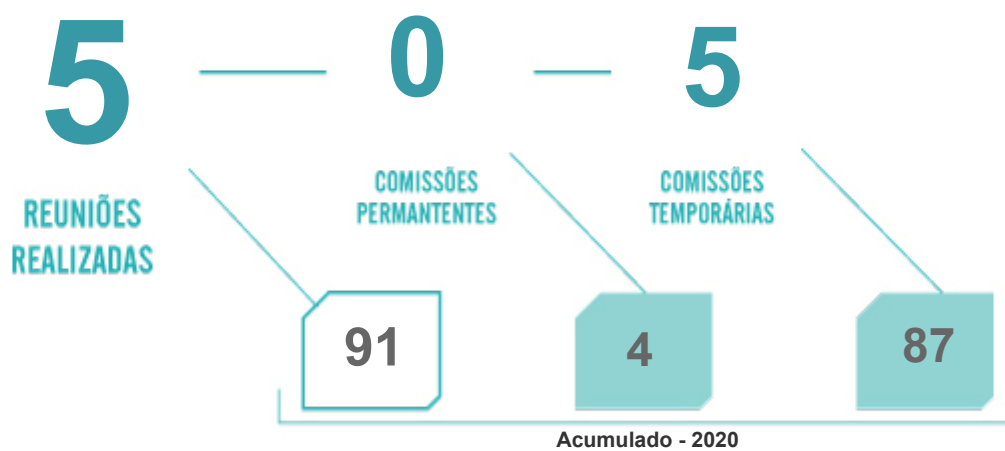 5
0
5
REUNIÕES
REALIZADAS
COMISSÕES
PERMANTENTES
COMISSÕES
TEMPORÁRIAS
91
4
87
Acumulado - 2020